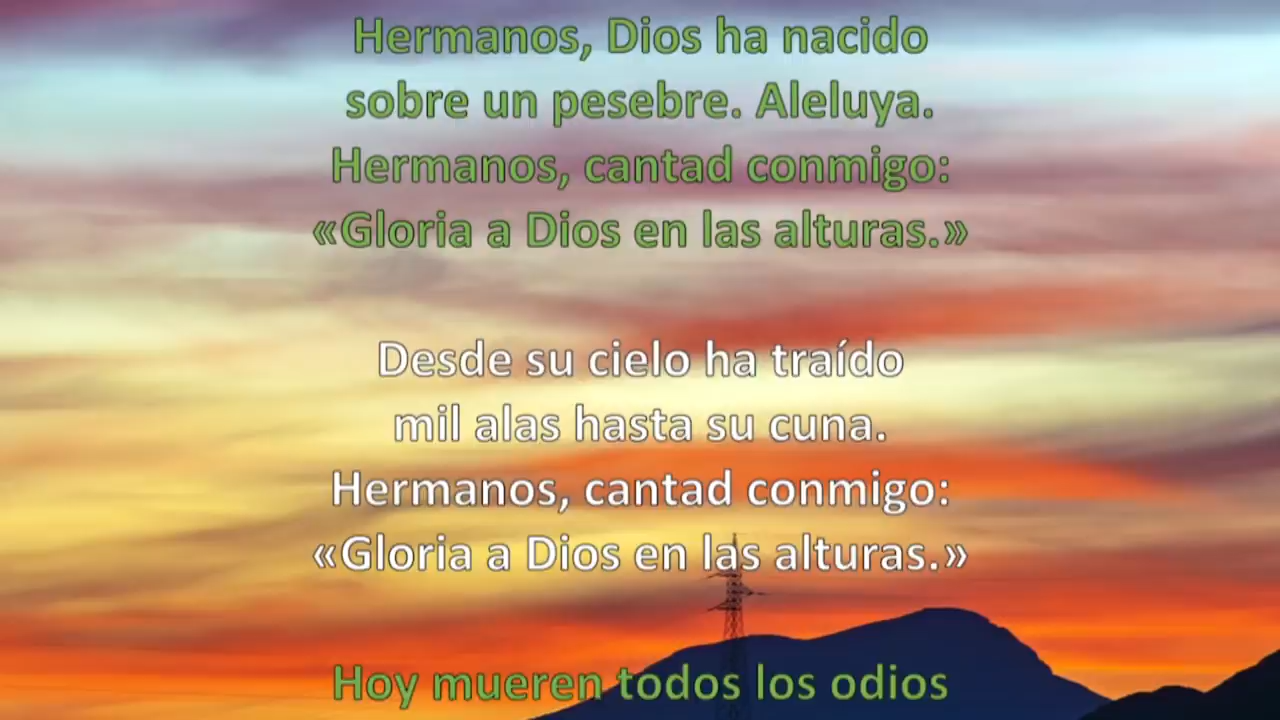 Hermanos, Dios ha nacido
sobre un pesebre. Aleluya.
Hermanos, cantad conmigo:
«Gloria a Dios en las alturas.»
Desde su cielo ha traído
mil alas hasta su cuna.
Hermanos, cantad conmigo:
«Gloria a Dios en las alturas.»
Hoy mueren todos los odios